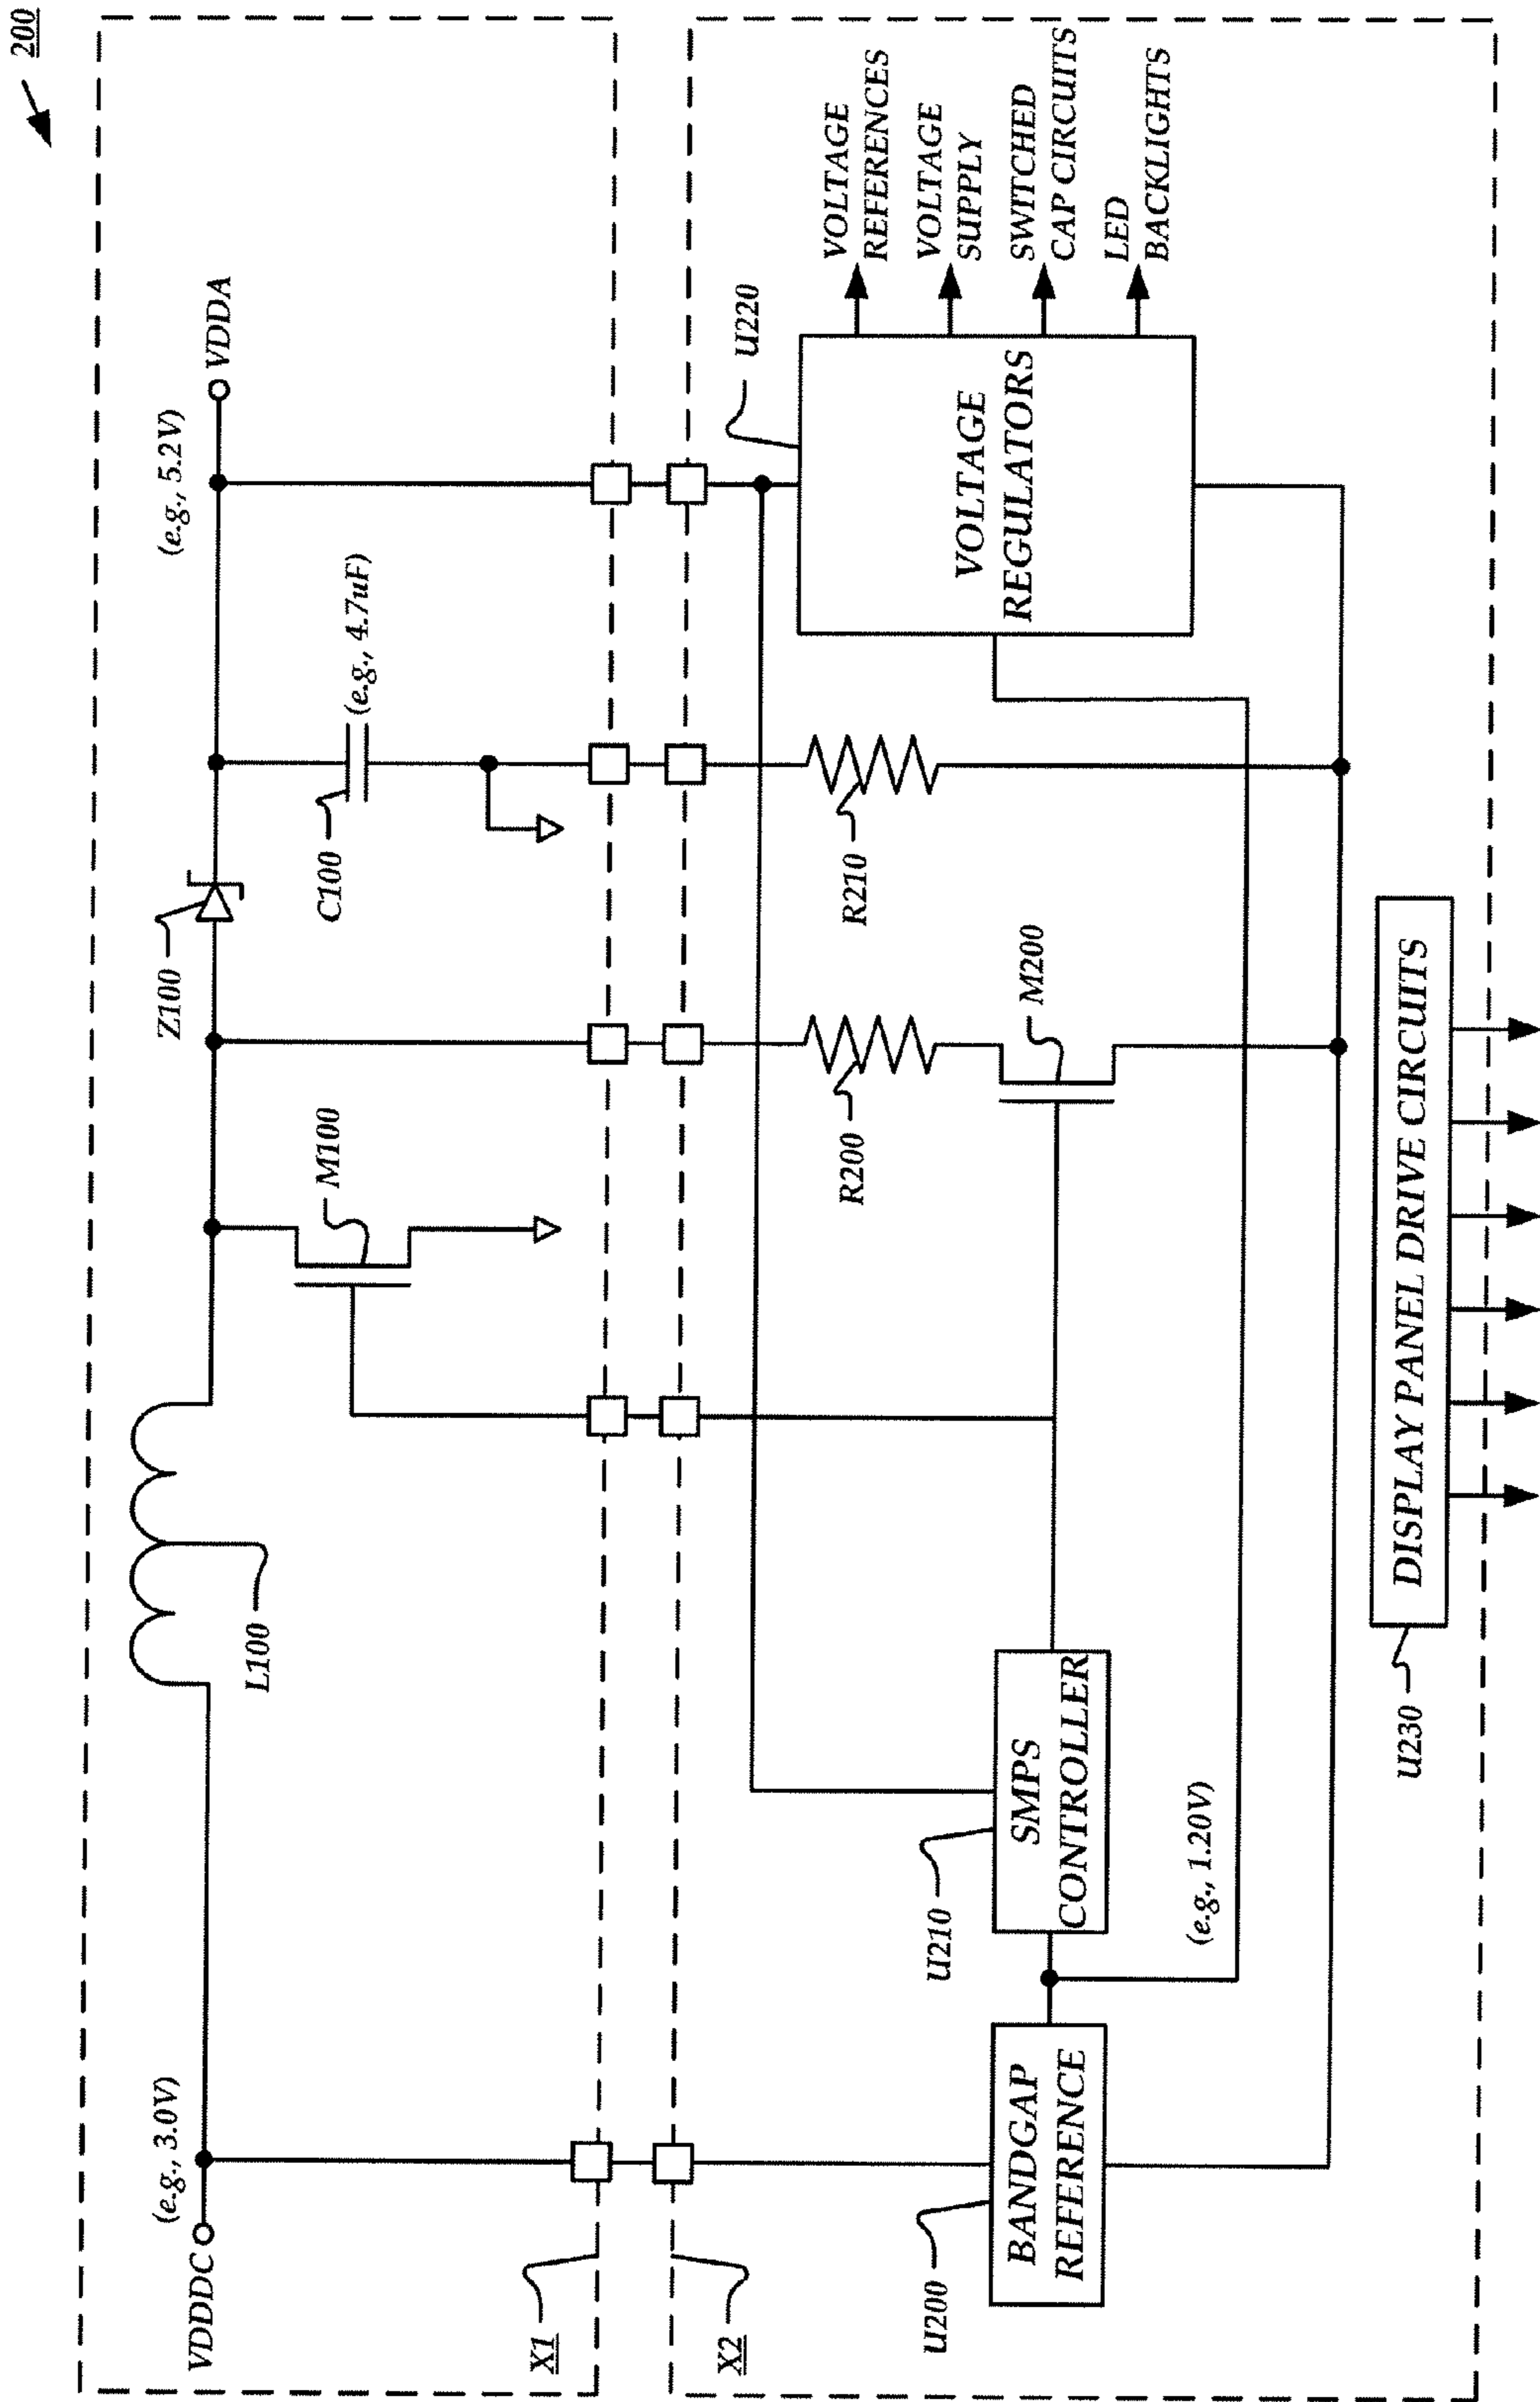 200
VDDDC
(e.g., 3.0V)
L100
M100
Z100
C100
(e.g., 4.7uF)
(e.g., 5.2V)
VDDA
X1
X2
U200
BANDGAP
REFERENCE
U210
SMPS
CONTROLLER
(e.g., 1.20V)
R200
M200
R210
U220
VOLTAGE
REGULATORS
VOLTAGE
REFERENCES
VOLTAGE
SUPPLY
SWITCHED
CAP CIRCUITS
LED
BACKLIGHTS
U230
DISPLAY PANEL DRIVE CIRCUITS